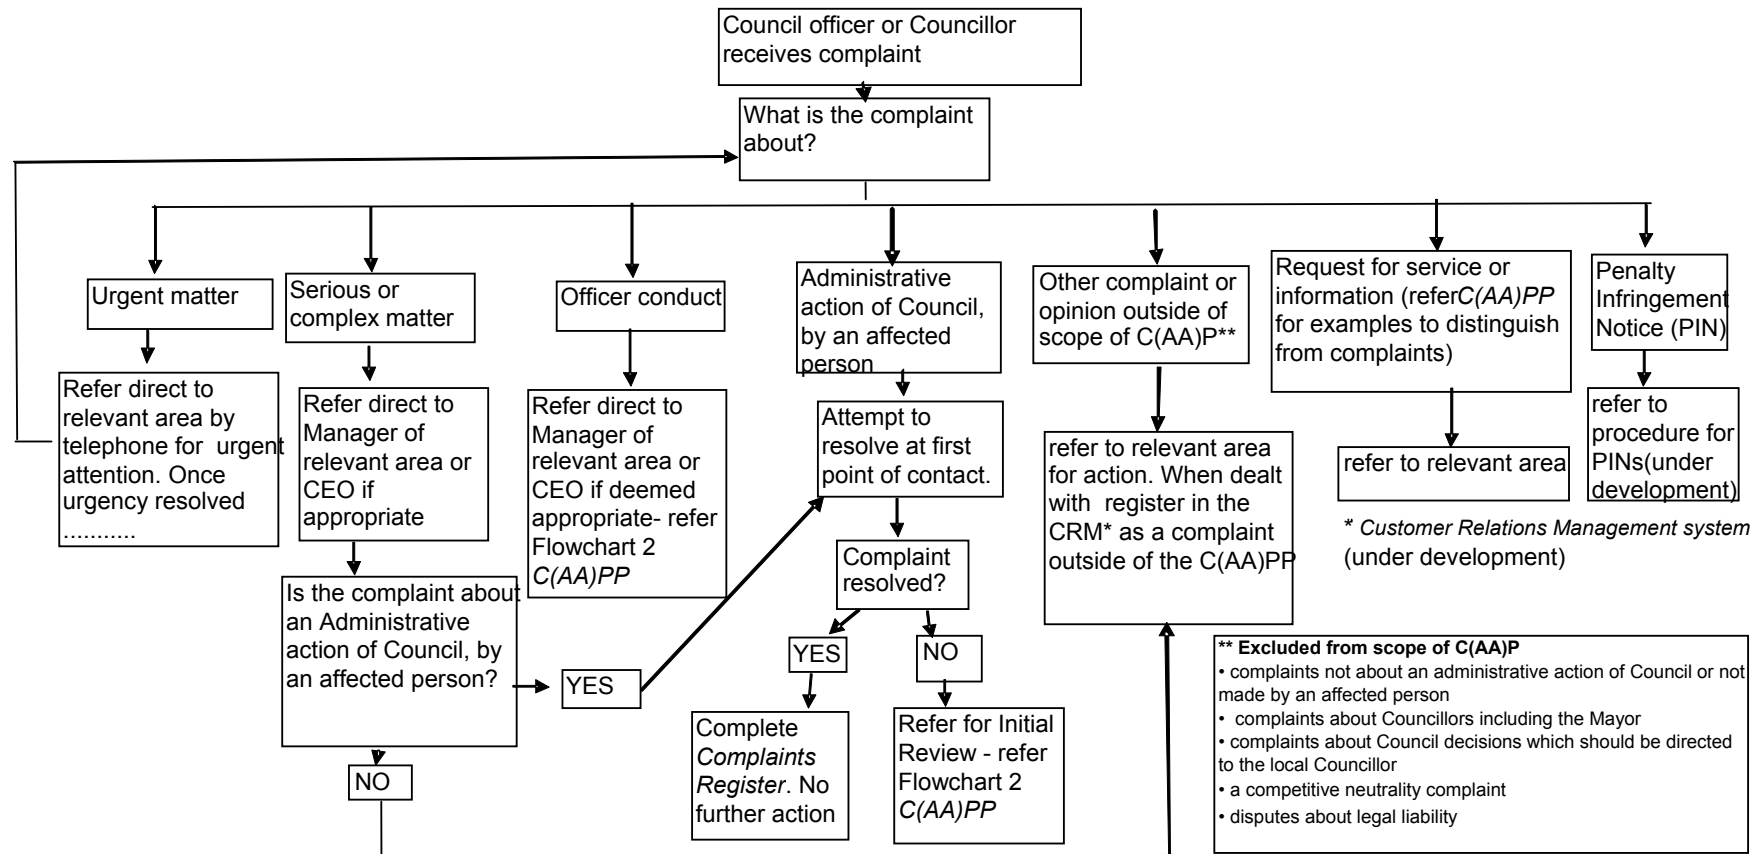 Council officer or Councillor
receives complaint
What is the complaint
about?
Urgent matter
Serious or
complex matter
Officer conduct
Administrative
action of Council,
by an affected
person
Other complaint or
opinion outside of
scope of C(AA)P**
Request for service or
information (referC(AA)PP
for examples to distinguish
from complaints)
Penalty
Infringement
Notice (PIN)
Refer direct to
relevant area by
telephone for urgent
attention. Once
urgency resolved
...........
Refer direct to
Manager of
relevant area or
CEO if
appropriate
Refer direct to
Manager of
relevant area or
CEO if deemed
appropriate- refer
Flowchart 2
C(AA)PP
Attempt to
resolve at first
point of contact.
refer to relevant area
for action. When dealt
with register in the
CRM* as a complaint
outside of the C(AA)PP
refer to relevant area
refer to
procedure for
PINs(under
development)
* Customer Relations Management system
(under development)
Is the complaint about
an Administrative
action of Council, by
an affected person?
YES
NO
Complaint
resolved?
YES
NO
Complete
Complaints
Register. No
further action
Refer for Initial
Review - refer
Flowchart 2
C(AA)PP
** Excluded from scope of C(AA)P
• complaints not about an administrative action of Council or not
made by an affected person
• complaints about Councillors including the Mayor
• complaints about Council decisions which should be directed
to the local Councillor
• a competitive neutrality complaint
• disputes about legal liability